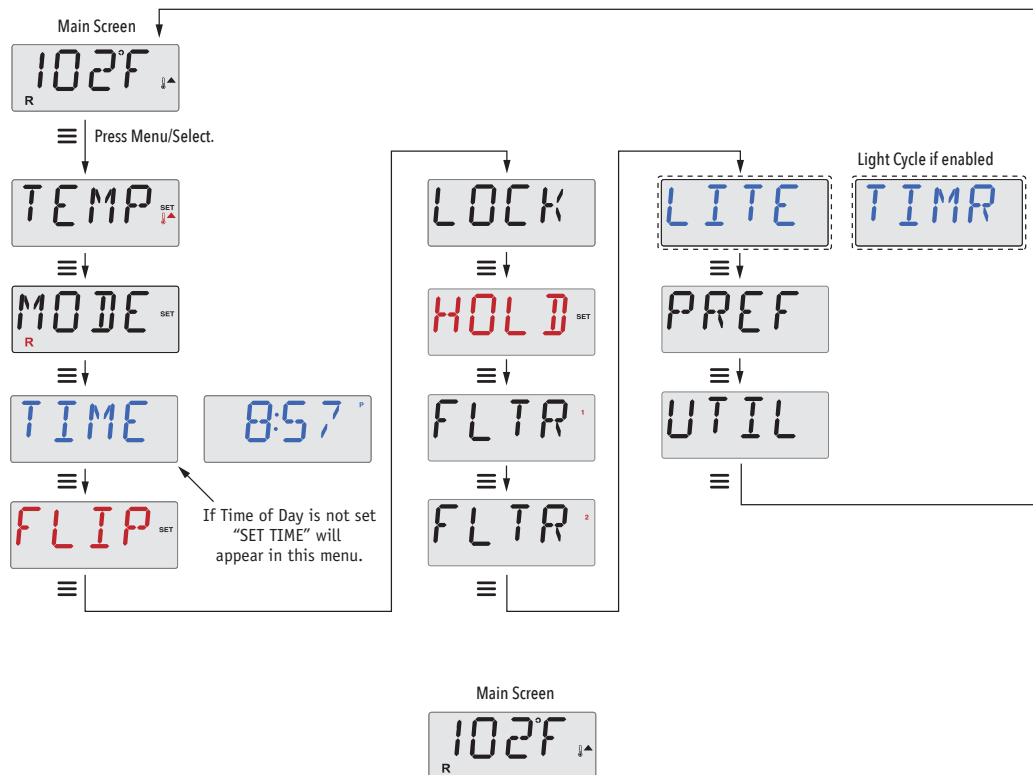 Main Screen
102°F
R
Press Menu/Select.
TEMP SET
MODE SET
R
TIME
8:57 P
If Time of Day is not set
"SET TIME" will
appear in this menu.
FLIP SET
LOCK
HOLD SET
FLTR 1
FLTR 2
Light Cycle if enabled
LITE TIMR
PREF
UTIL
Main Screen
102°F
R